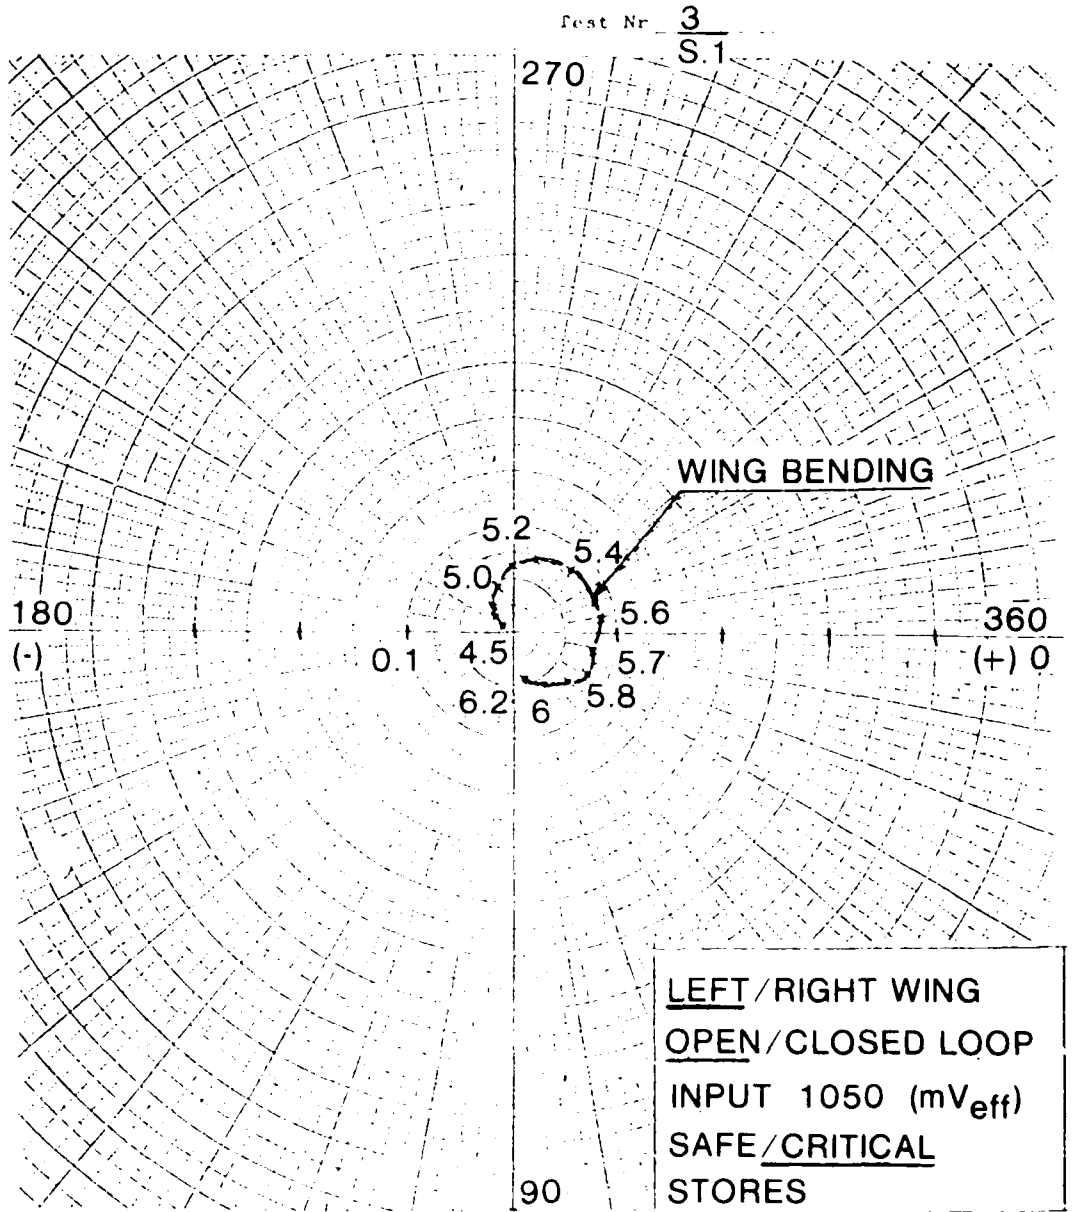 Test Nr 3
S.1
270
WING BENDING
5.2
5.4
5.0
5.6
180
360
(-)
0.1
4.5
5.7
(+) 0
6.2
6
5.8
LEFT/RIGHT WING
OPEN/CLOSED LOOP
INPUT 1050 (mVeff)
SAFE/CRITICAL
STORES
90